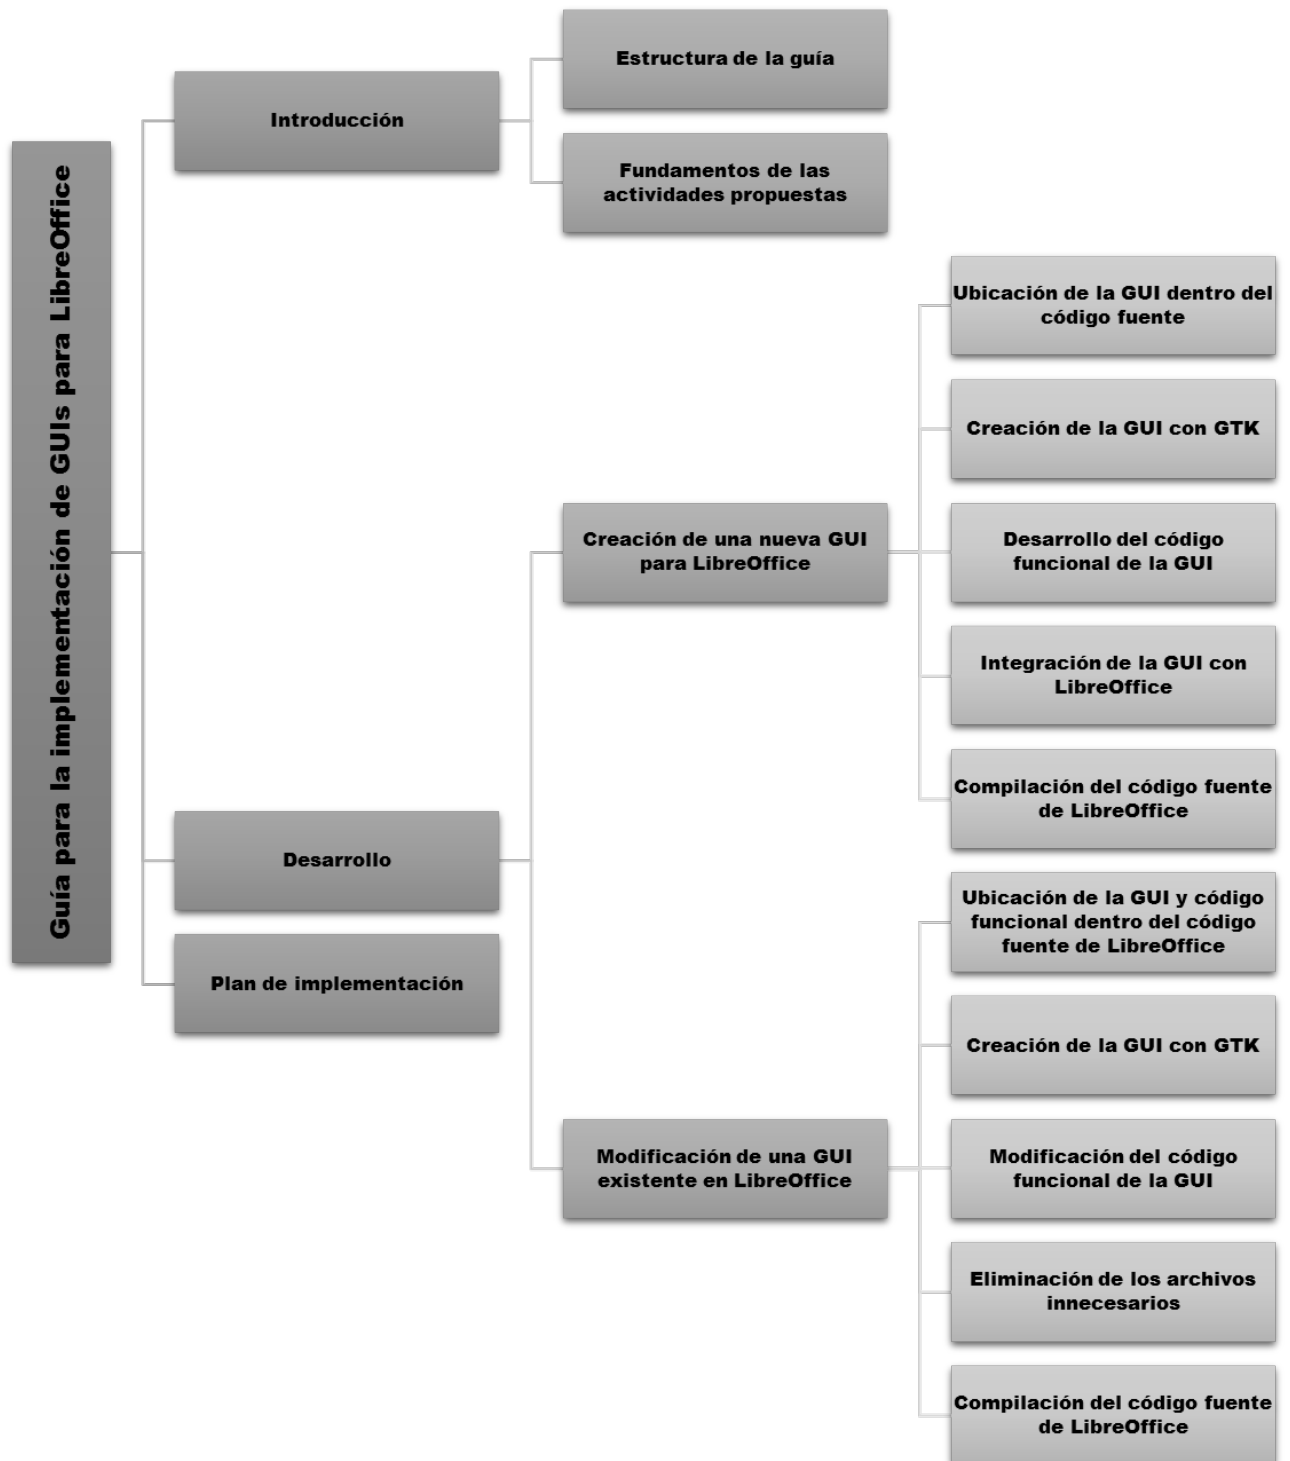 Guía para la implementación de GUIs para LibreOffice
Introducción
Estructura de la guía
Fundamentos de las
actividades propuestas
Desarrollo
Creación de una nueva GUI
para LibreOffice
Ubicación de la GUI dentro del
código fuente
Creación de la GUI con GTK
Desarrollo del código
funcional de la GUI
Integración de la GUI con
LibreOffice
Compilación del código fuente
de LibreOffice
Modificación de una GUI
existente en LibreOffice
Ubicación de la GUI y código
funcional dentro del código
fuente de LibreOffice
Creación de la GUI con GTK
Modificación del código
funcional de la GUI
Eliminación de los archivos
innecesarios
Compilación del código fuente
de LibreOffice
Plan de implementación